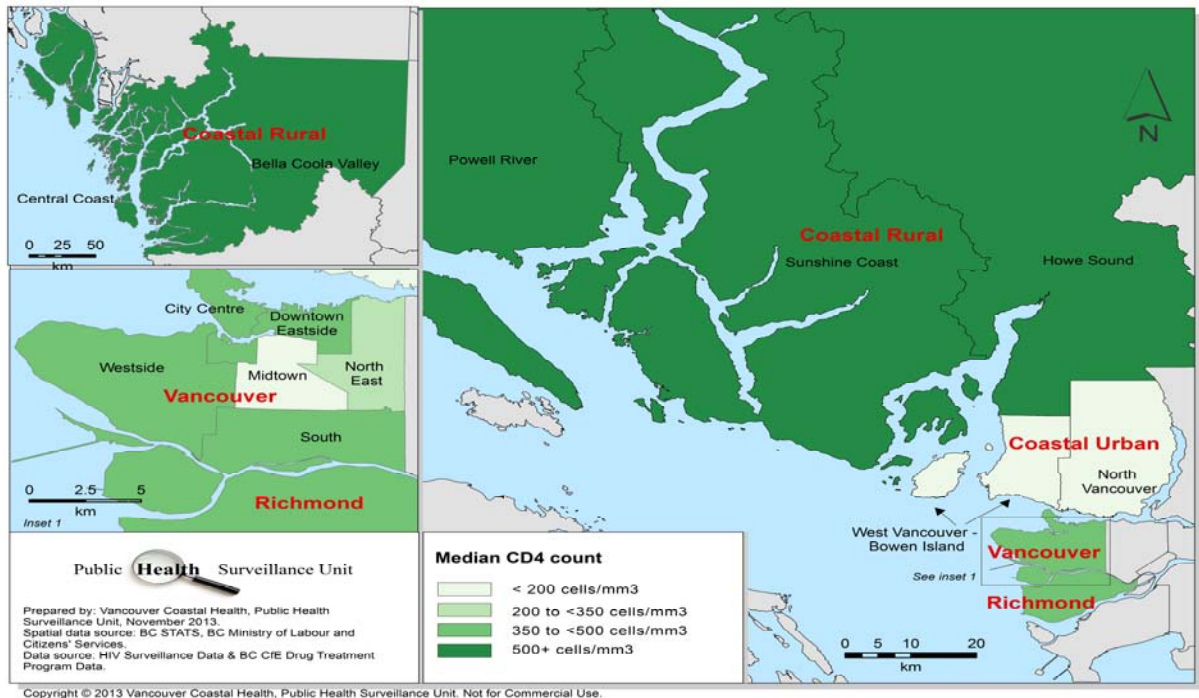 Coastal Rural
Bella Coola Valley
Central Coast
0 25 50
km
City Centre
Downtown
Eastside
Westside
Midtown
North
East
Vancouver
South
Richmond
0 2.5 5
km
Inset 1
Public Health Surveillance Unit
Prepared by: Vancouver Coastal Health, Public Health
Surveillance Unit, November 2013.
Spatial data source: BC STATS, BC Ministry of Labour and
Citizens' Services.
Data source: HIV Surveillance Data & BC CfE Drug Treatment
Program Data.
N
Powell River
Coastal Rural
Sunshine Coast
Howe Sound
Coastal Urban
North
Vancouver
West Vancouver -
Bowen Island
Vancouver
See inset 1
Richmond
0 10 20
km
Median CD4 count
< 200 cells/mm3
200 to <350 cells/mm3
350 to <500 cells/mm3
500+ cells/mm3
Copyright © 2013 Vancouver Coastal Health, Public Health Surveillance Unit. Not for Commercial Use.